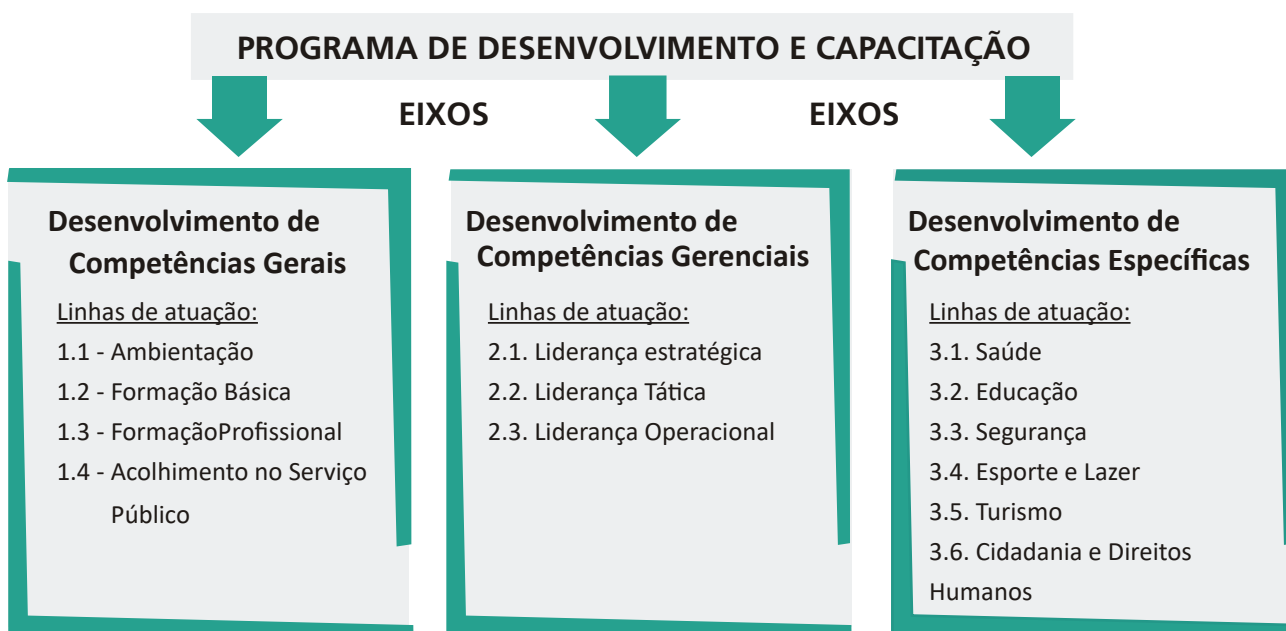 PROGRAMA DE DESENVOLVIMENTO E CAPACITAÇÃO
EIXOS
EIXOS
Desenvolvimento de
Competências Gerais
Linhas de atuação:
1.1 - Ambientação
1.2 - Formação Básica
1.3 - FormaçãoProfissional
1.4 - Acolhimento no Serviço
Público
Desenvolvimento de
Competências Gerenciais
Linhas de atuação:
2.1. Liderança estratégica
2.2. Liderança Tática
2.3. Liderança Operacional
Desenvolvimento de
Competências Específicas
Linhas de atuação:
3.1. Saúde
3.2. Educação
3.3. Segurança
3.4. Esporte e Lazer
3.5. Turismo
3.6. Cidadania e Direitos
Humanos